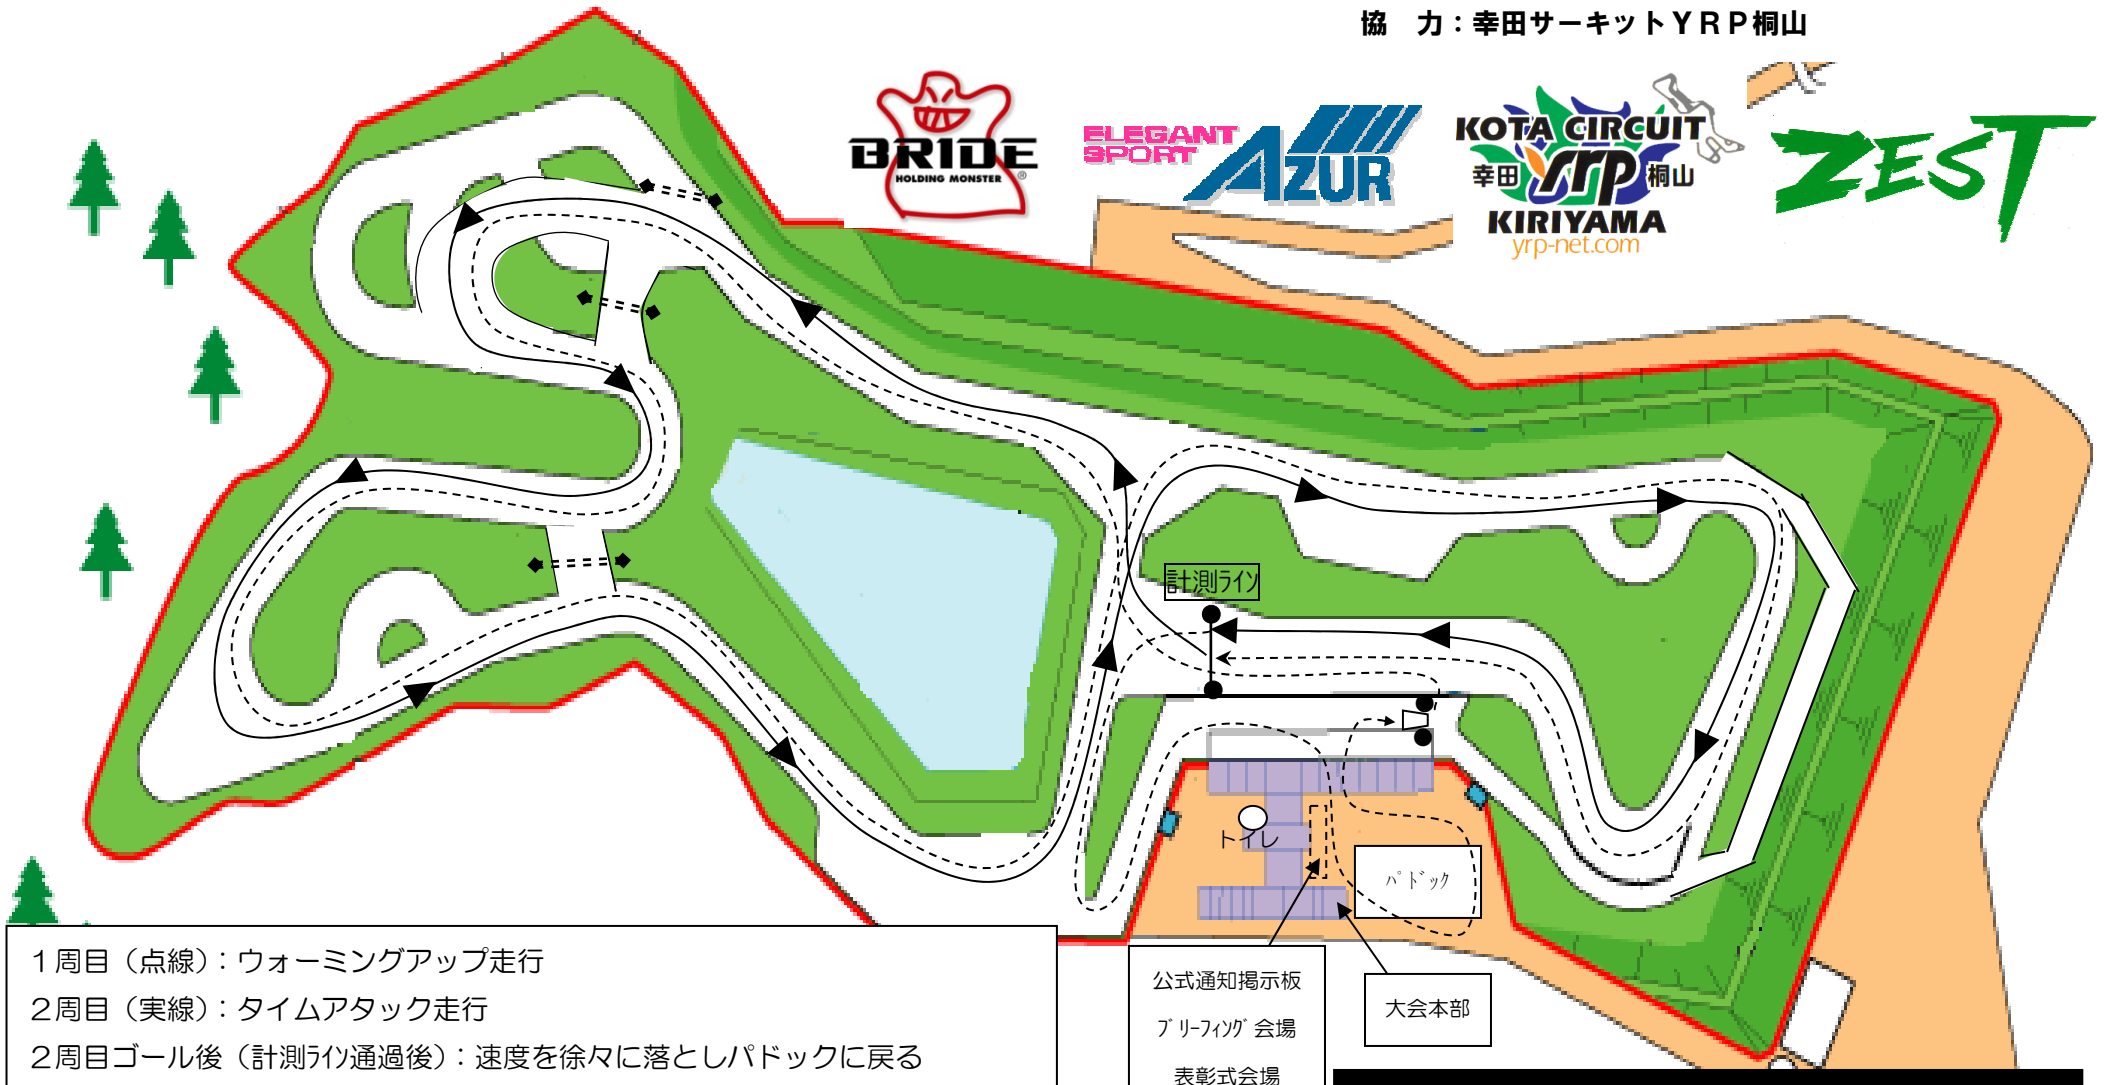 協　力：幸田サーキットＹＲＰ桐山
BRIDE
HOLDING MONSTER
®
ELEGANT
SPORT
AZUR
KOTA CIRCUIT
幸田 yrp 桐山
KIRIYAMA
yrp-net.com
ZEST
計測ﾗｲﾝ
トイレ
ﾊﾟﾄﾞｯｸ
１周目（点線）：ウォーミングアップ走行
２周目（実線）：タイムアタック走行
２周目ゴール後（計測ﾗｲﾝ通過後）：速度を徐々に落としパドックに戻る
公式通知掲示板
ﾌﾞﾘｰﾌｨﾝｸﾞ会場
表彰式会場
大会本部